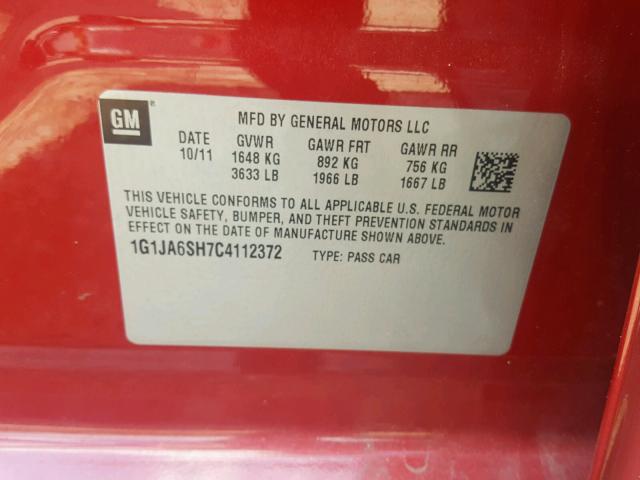 GM
MFD BY GENERAL MOTORS LLC
DATE GVWR GAWR FRT GAWR RR
10/11 1648 KG 892 KG 756 KG
3633 LB 1966 LB 1667 LB
THIS VEHICLE CONFORMS TO ALL APPLICABLE U.S. FEDERAL MOTOR
VEHICLE SAFETY, BUMPER, AND THEFT PREVENTION STANDARDS IN
EFFECT ON THE DATE OF MANUFACTURE SHOWN ABOVE.
1G1JA6SH7C4112372 TYPE: PASS CAR